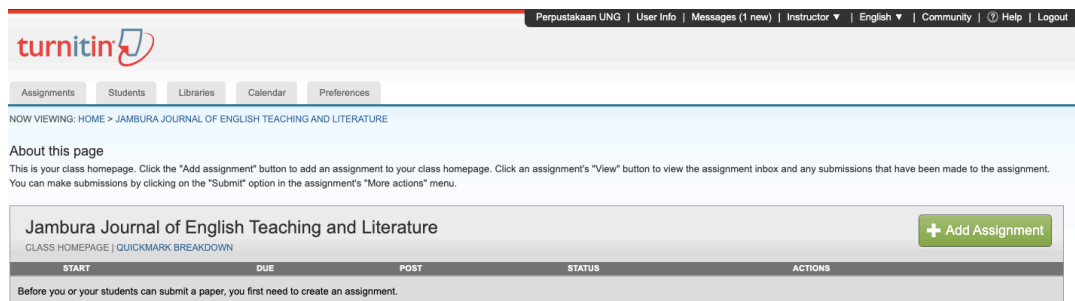 Perpustakaan UNG | User Info | Messages (1 new) | Instructor ▼ | English ▼ | Community | ? Help | Logout
turnitin
Assignments Students Libraries Calendar Preferences
NOW VIEWING: HOME > JAMBURA JOURNAL OF ENGLISH TEACHING AND LITERATURE
About this page
This is your class homepage. Click the "Add assignment" button to add an assignment to your class homepage. Click an assignment's "View" button to view the assignment inbox and any submissions that have been made to the assignment.
You can make submissions by clicking on the "Submit" option in the assignment's "More actions" menu.
Jambura Journal of English Teaching and Literature
+ Add Assignment
CLASS HOMEPAGE | QUICKMARK BREAKDOWN
START DUE POST STATUS ACTIONS
Before you or your students can submit a paper, you first need to create an assignment.